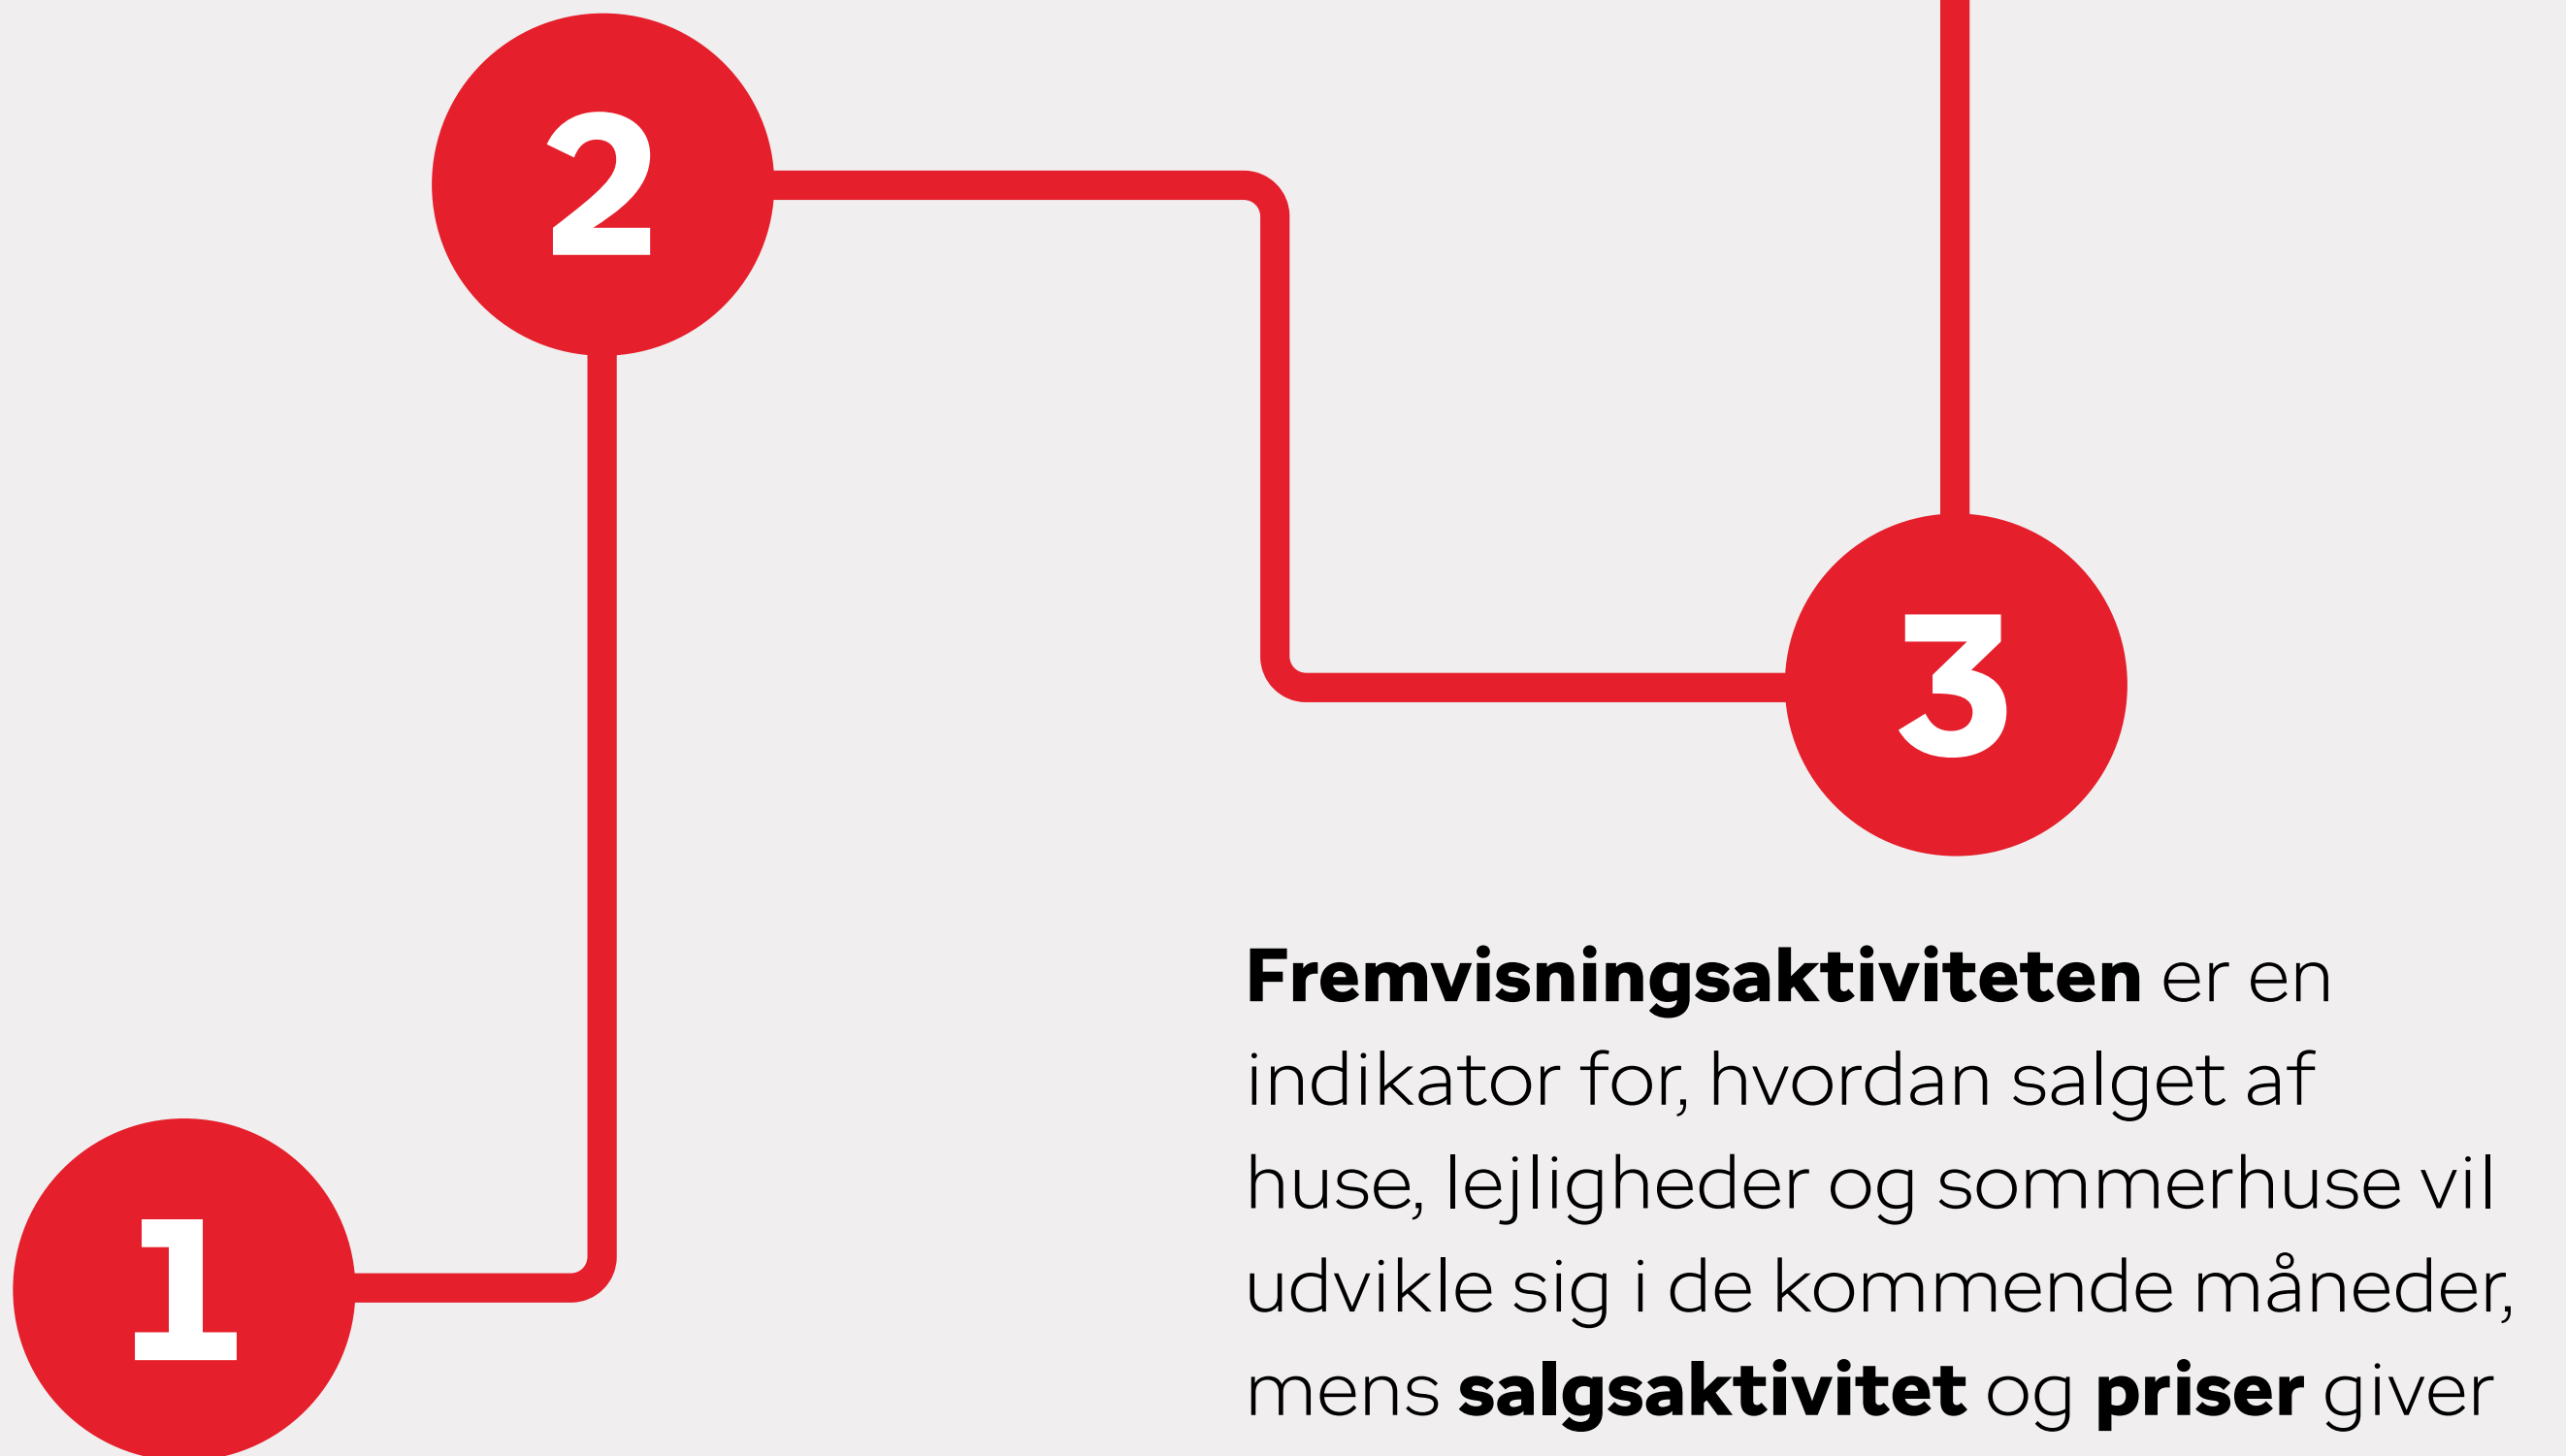 2
3
Fremvisningsaktiviteten er en
indikator for, hvordan salget af
huse, lejligheder og sommerhuse vil
udvikle sig i de kommende måneder,
mens salgsaktivitet og priser giver
1